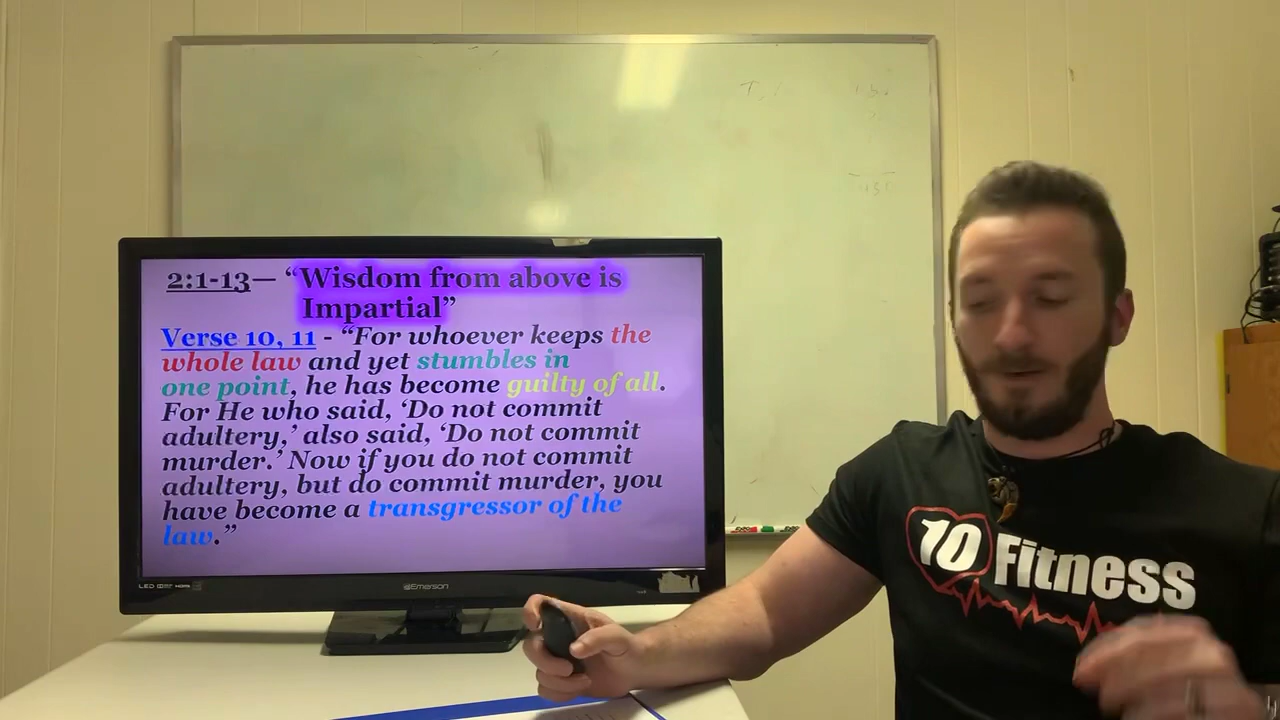 2:1-13— “Wisdom from above is
Impartial”
Verse 10, 11 - “For whoever keeps the
whole law and yet stumbles in
one point, he has become guilty of all.
For He who said, ‘Do not commit
adultery,’ also said, ‘Do not commit
murder.’ Now if you do not commit
adultery, but do commit murder, you
have become a transgressor of the
law.”
LED
HDMI
Emerson
10 Fitness